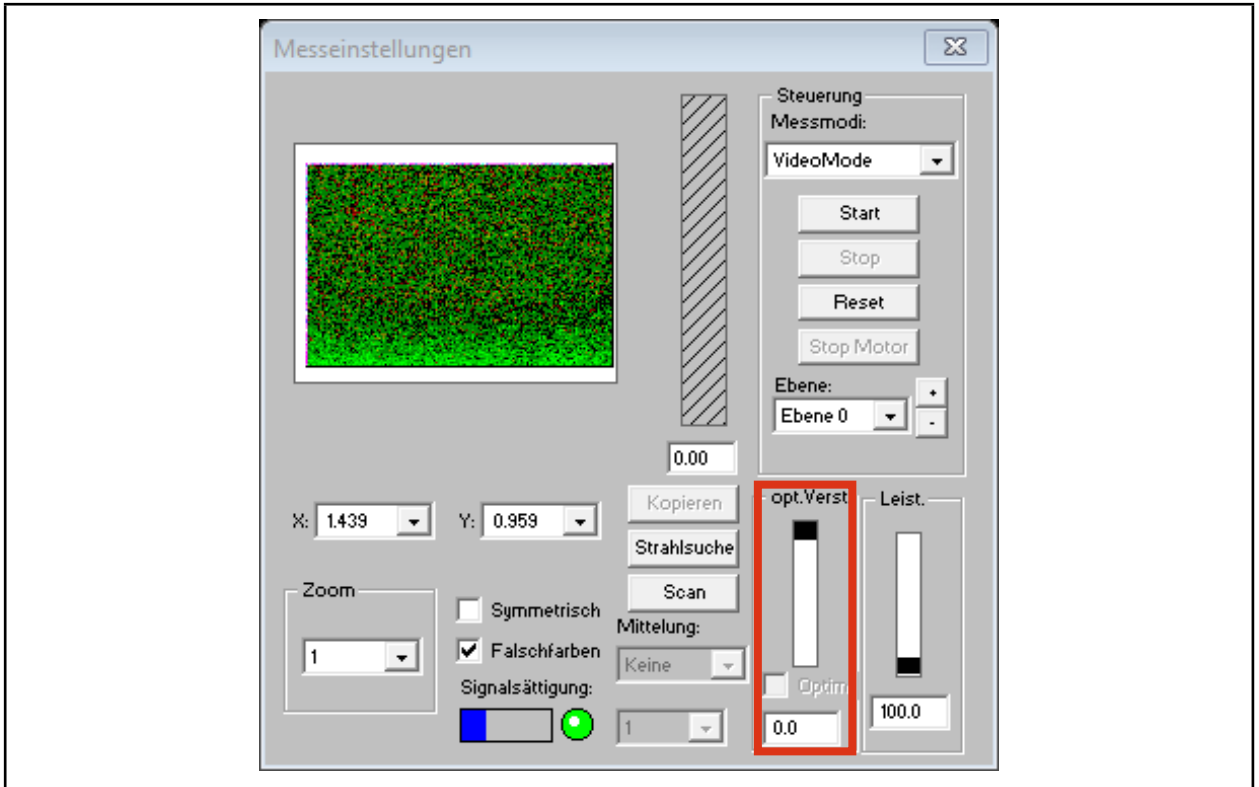 Messeinstellungen
Steuerung
Messmodi:
VideoMode
Start
Stop
Reset
Stop Motor
Ebene:
Ebene 0
+
-
0.00
X: 1.439
Y: 0.959
Kopieren
Strahlsuche
Scan
Zoom
1
Symmetrisch
Falschfarben
Signalsättigung:
Mittelung:
Keine
1
opt.Verst
Optim
0.0
Leist.
100.0